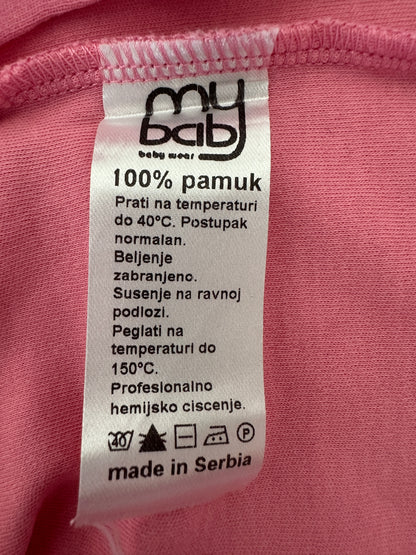 my
baby
baby wear
100% pamuk
Prati na temperaturi
do 40°C. Postupak
normalan.
Beljenje
zabranjeno.
Susenje na ravnoj
podlozi.
Peglati na
temperaturi do
150°C.
Profesionalno
hemijsko ciscenje.
40 P
made in Serbia